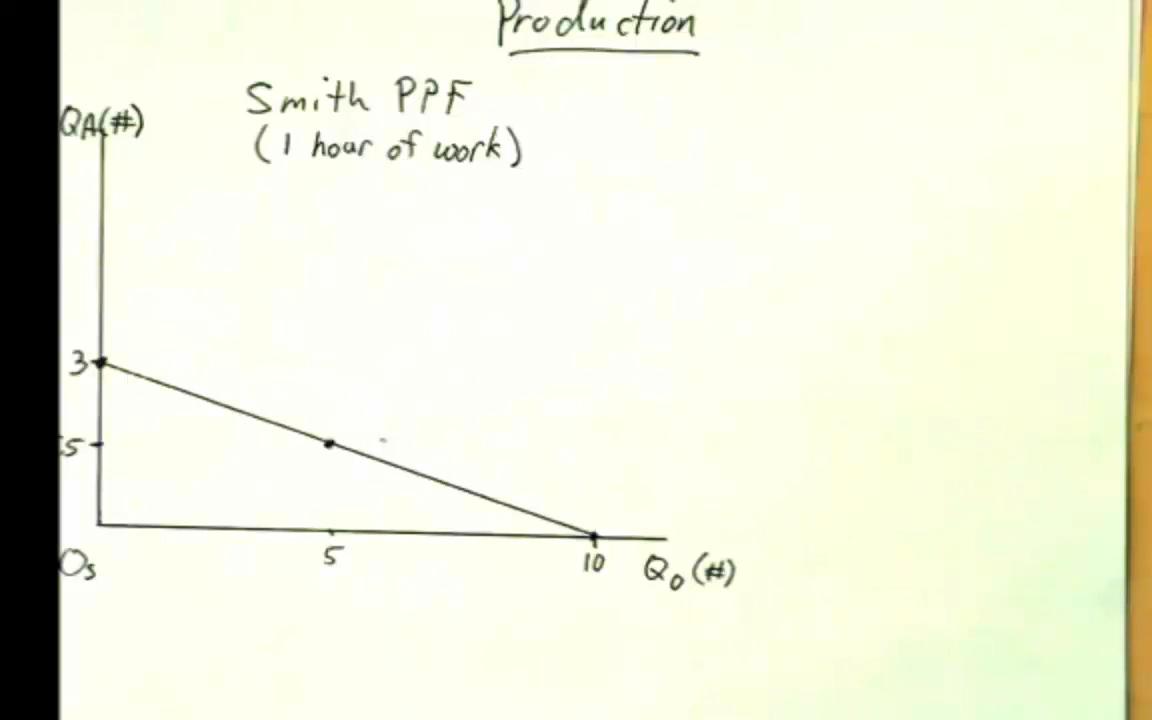 Production
Smith PPF
(1 hour of work)
QA(#)
3
5
5
10
Qo(#)
Os